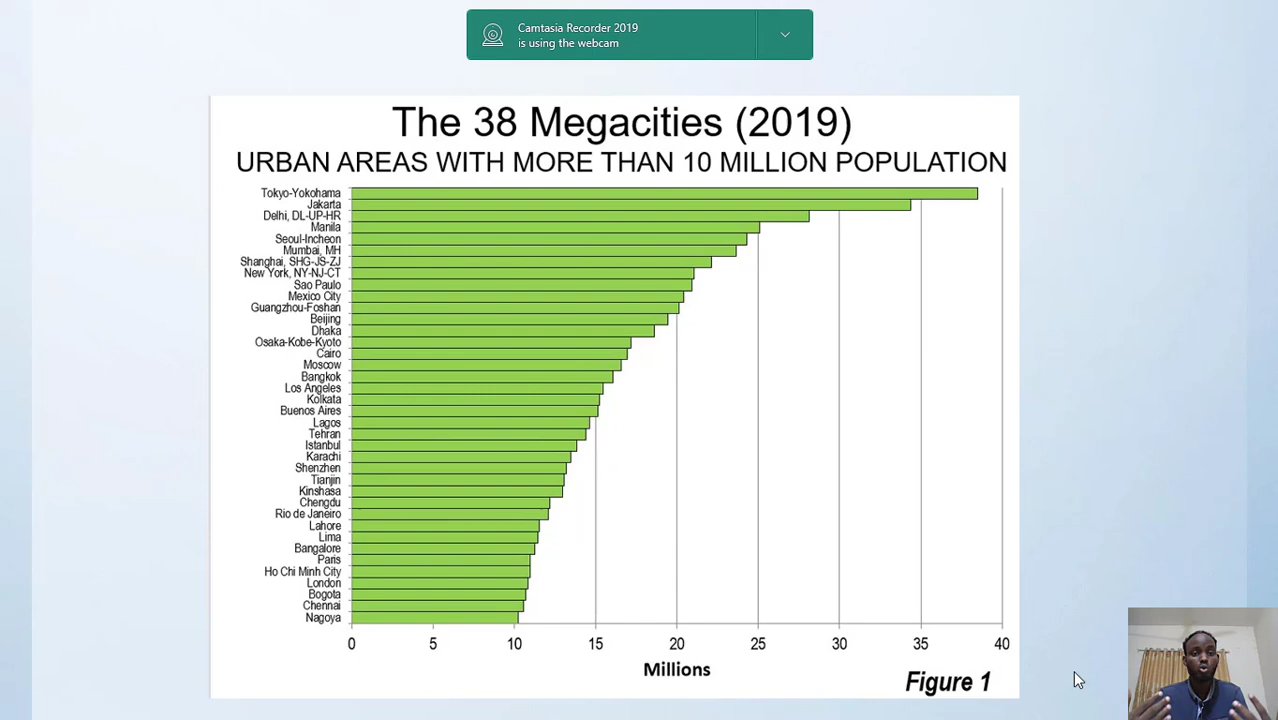 Camtasia Recorder 2019
is using the webcam
The 38 Megacities (2019)
URBAN AREAS WITH MORE THAN 10 MILLION POPULATION
Tokyo-Yokohama
Jakarta
Delhi, DL-UP-HR
Manila
Seoul-Incheon
Mumbai, MH
Shanghai, SHG-JS-ZJ
New York, NY-NJ-CT
Sao Paulo
Mexico City
Guangzhou-Foshan
Beijing
Dhaka
Osaka-Kobe-Kyoto
Cairo
Moscow
Bangkok
Los Angeles
Kolkata
Buenos Aires
Lagos
Tehran
Istanbul
Karachi
Shenzhen
Tianjin
Kinshasa
Chengdu
Rio de Janeiro
Lahore
Lima
Bangalore
Paris
Ho Chi Minh City
London
Bogota
Chennai
Nagoya
0 5 10 15 20 25 30 35 40
Millions
Figure 1